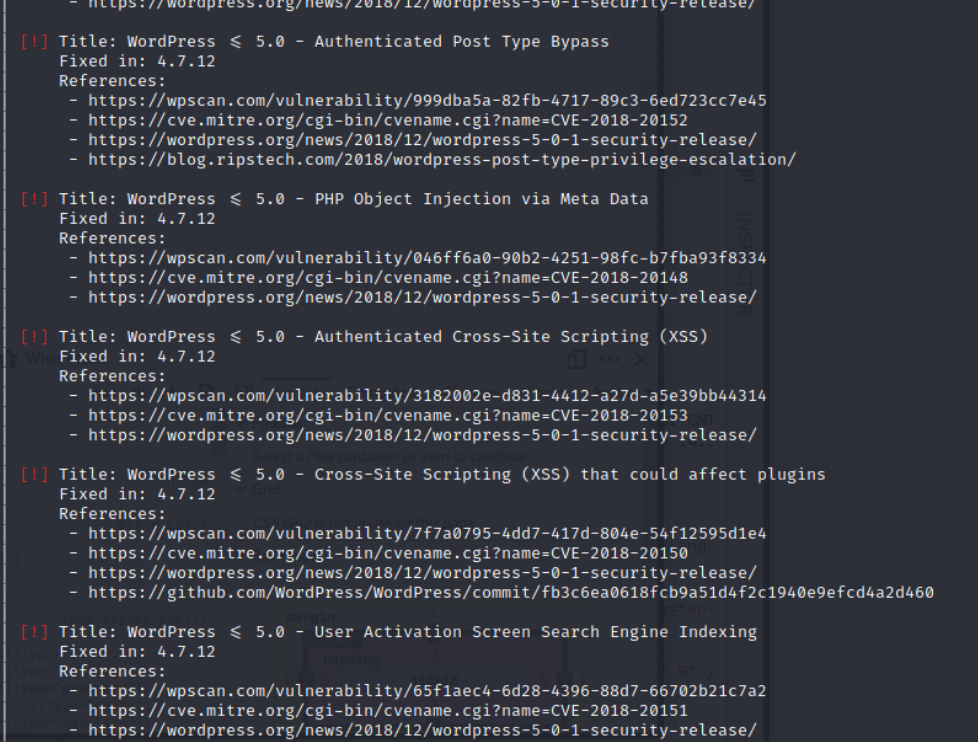 - https://wordpress.org/news/2018/12/wordpress-5-0-1-security-release/
[!] Title: WordPress ≤ 5.0 - Authenticated Post Type Bypass
Fixed in: 4.7.12
References:
- https://wpscan.com/vulnerability/999dba5a-82fb-4717-89c3-6ed723cc7e45
- https://cve.mitre.org/cgi-bin/cvename.cgi?name=CVE-2018-20152
- https://wordpress.org/news/2018/12/wordpress-5-0-1-security-release/
- https://blog.ripstech.com/2018/wordpress-post-type-privilege-escalation/
[!] Title: WordPress ≤ 5.0 - PHP Object Injection via Meta Data
Fixed in: 4.7.12
References:
- https://wpscan.com/vulnerability/046ff6a0-90b2-4251-98fc-b7fba93f8334
- https://cve.mitre.org/cgi-bin/cvename.cgi?name=CVE-2018-20148
- https://wordpress.org/news/2018/12/wordpress-5-0-1-security-release/
[!] Title: WordPress ≤ 5.0 - Authenticated Cross-Site Scripting (XSS)
Fixed in: 4.7.12
References:
- https://wpscan.com/vulnerability/3182002e-d831-4412-a27d-a5e39bb44314
- https://cve.mitre.org/cgi-bin/cvename.cgi?name=CVE-2018-20153
- https://wordpress.org/news/2018/12/wordpress-5-0-1-security-release/
Select a Flex container or item to continue.
[!] Title: WordPress ≤ 5.0 - Cross-Site Scripting (XSS) that could affect plugins
Fixed in: 4.7.12
Grid
References:
- https://wpscan.com/vulnerability/7f7a0795-4dd7-417d-804e-54f12595d1e4
- https://cve.mitre.org/cgi-bin/cvename.cgi?name=CVE-2018-20150
- https://wordpress.org/news/2018/12/wordpress-5-0-1-security-release/
- https://github.com/WordPress/WordPress/commit/fb3c6ea0618fcb9a51d4f2c1940e9efcd4a2d460
margin
[!] Title: WordPress ≤ 5.0 - User Activation Screen Search Engine Indexing
Fixed in: 4.7.12
padding
References:
- https://wpscan.com/vulnerability/65f1aec4-6d28-4396-88d7-66702b21c7a2
- https://cve.mitre.org/cgi-bin/cvename.cgi?name=CVE-2018-20151
- https://wordpress.org/news/2018/12/wordpress-5-0-1-security-release/